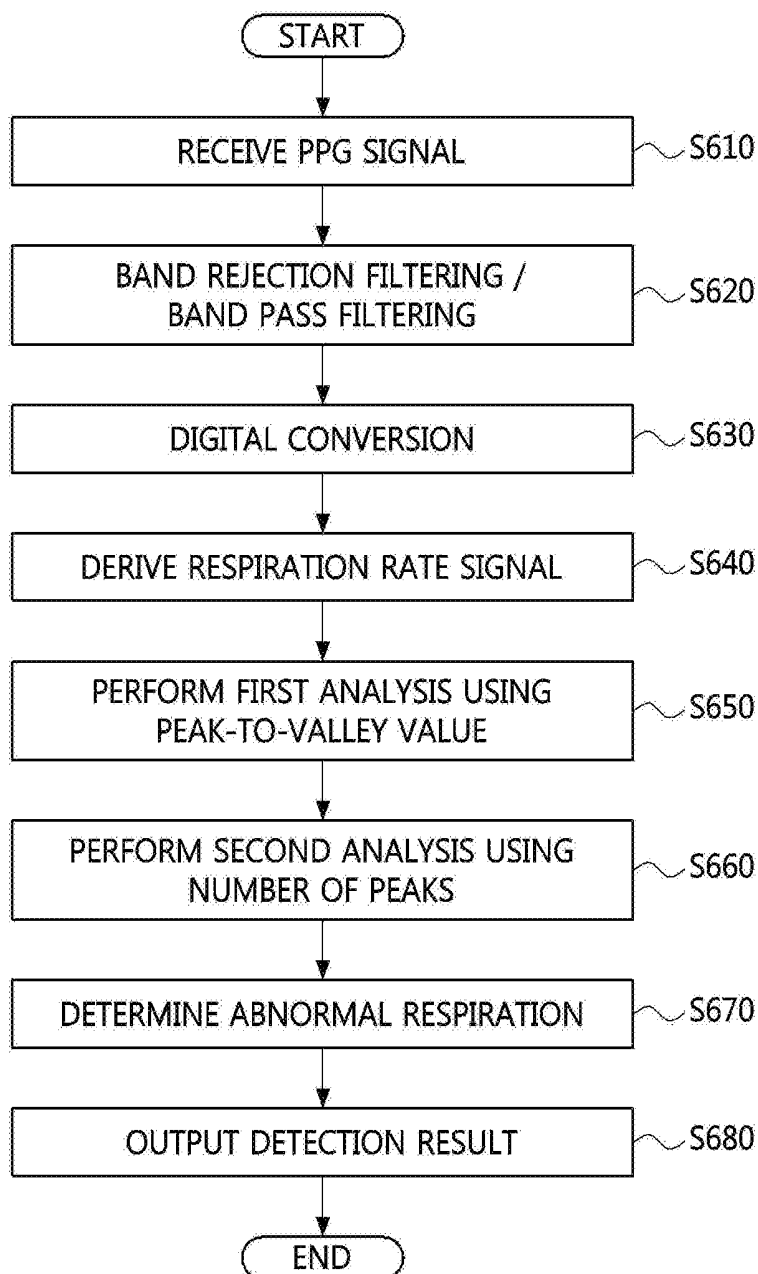 START
RECEIVE PPG SIGNAL
S610
BAND REJECTION FILTERING /
BAND PASS FILTERING
S620
DIGITAL CONVERSION
S630
DERIVE RESPIRATION RATE SIGNAL
S640
PERFORM FIRST ANALYSIS USING
PEAK-TO-VALLEY VALUE
S650
PERFORM SECOND ANALYSIS USING
NUMBER OF PEAKS
S660
DETERMINE ABNORMAL RESPIRATION
S670
OUTPUT DETECTION RESULT
S680
END